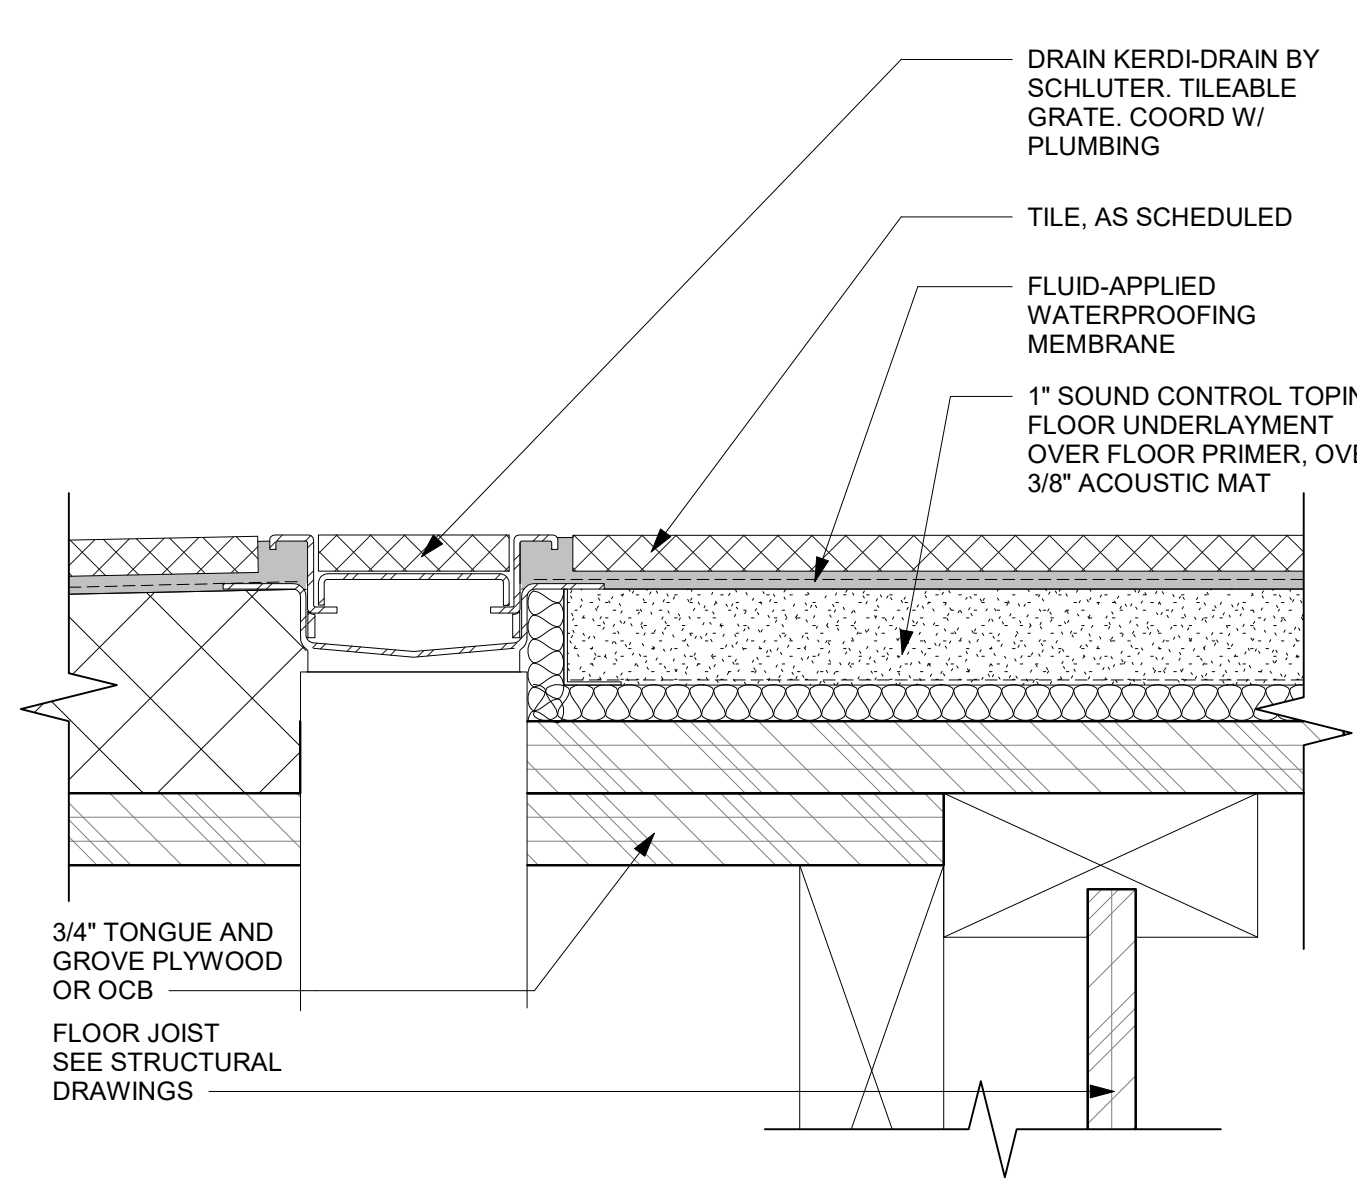 DRAIN KERDI-DRAIN BY
SCHLUTER. TILEABLE
GRATE. COORD W/
PLUMBING
TILE, AS SCHEDULED
FLUID-APPLIED
WATERPROOFING
MEMBRANE
1" SOUND CONTROL
FLOOR UNDERLAYMENT
OVER FLOOR PRIMER,
3/8" ACOUSTIC MAT
3/4" TONGUE AND
GROVE PLYWOOD
OR OCB
FLOOR JOIST
SEE STRUCTURAL
DRAWINGS